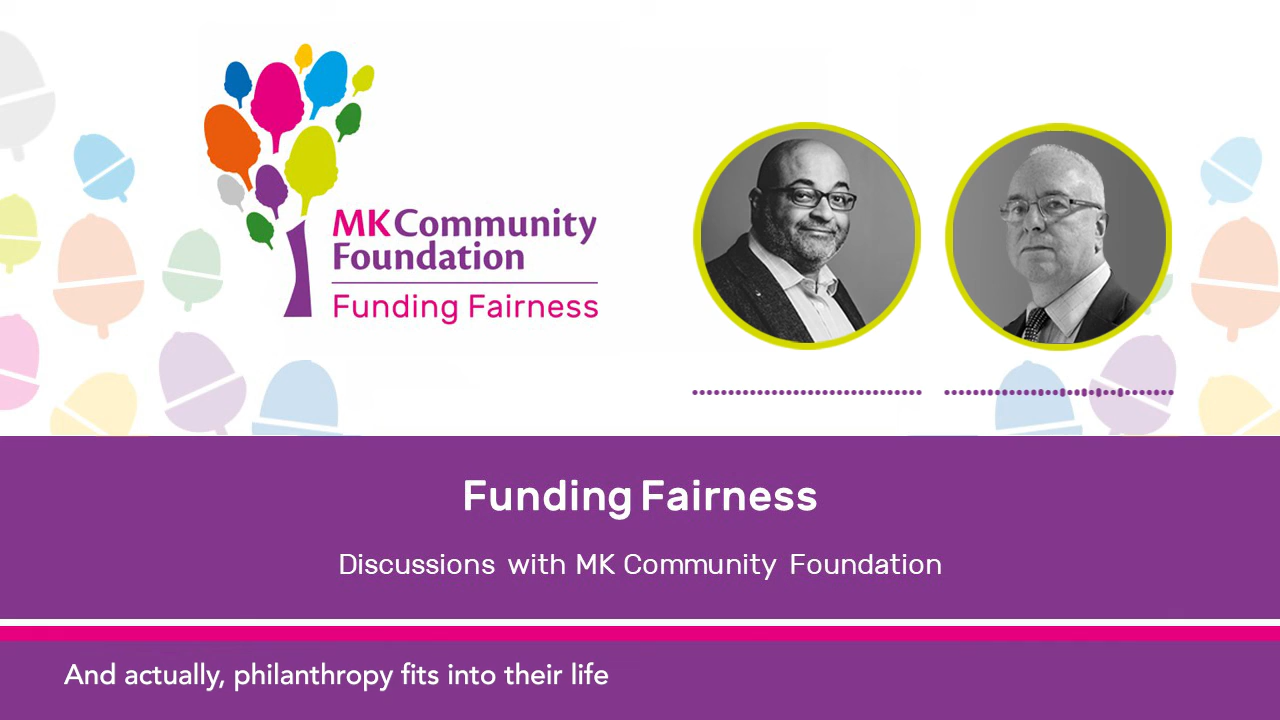 MK Community
Foundation
Funding Fairness
Funding Fairness
Discussions with MK Community Foundation
And actually, philanthropy fits into their life